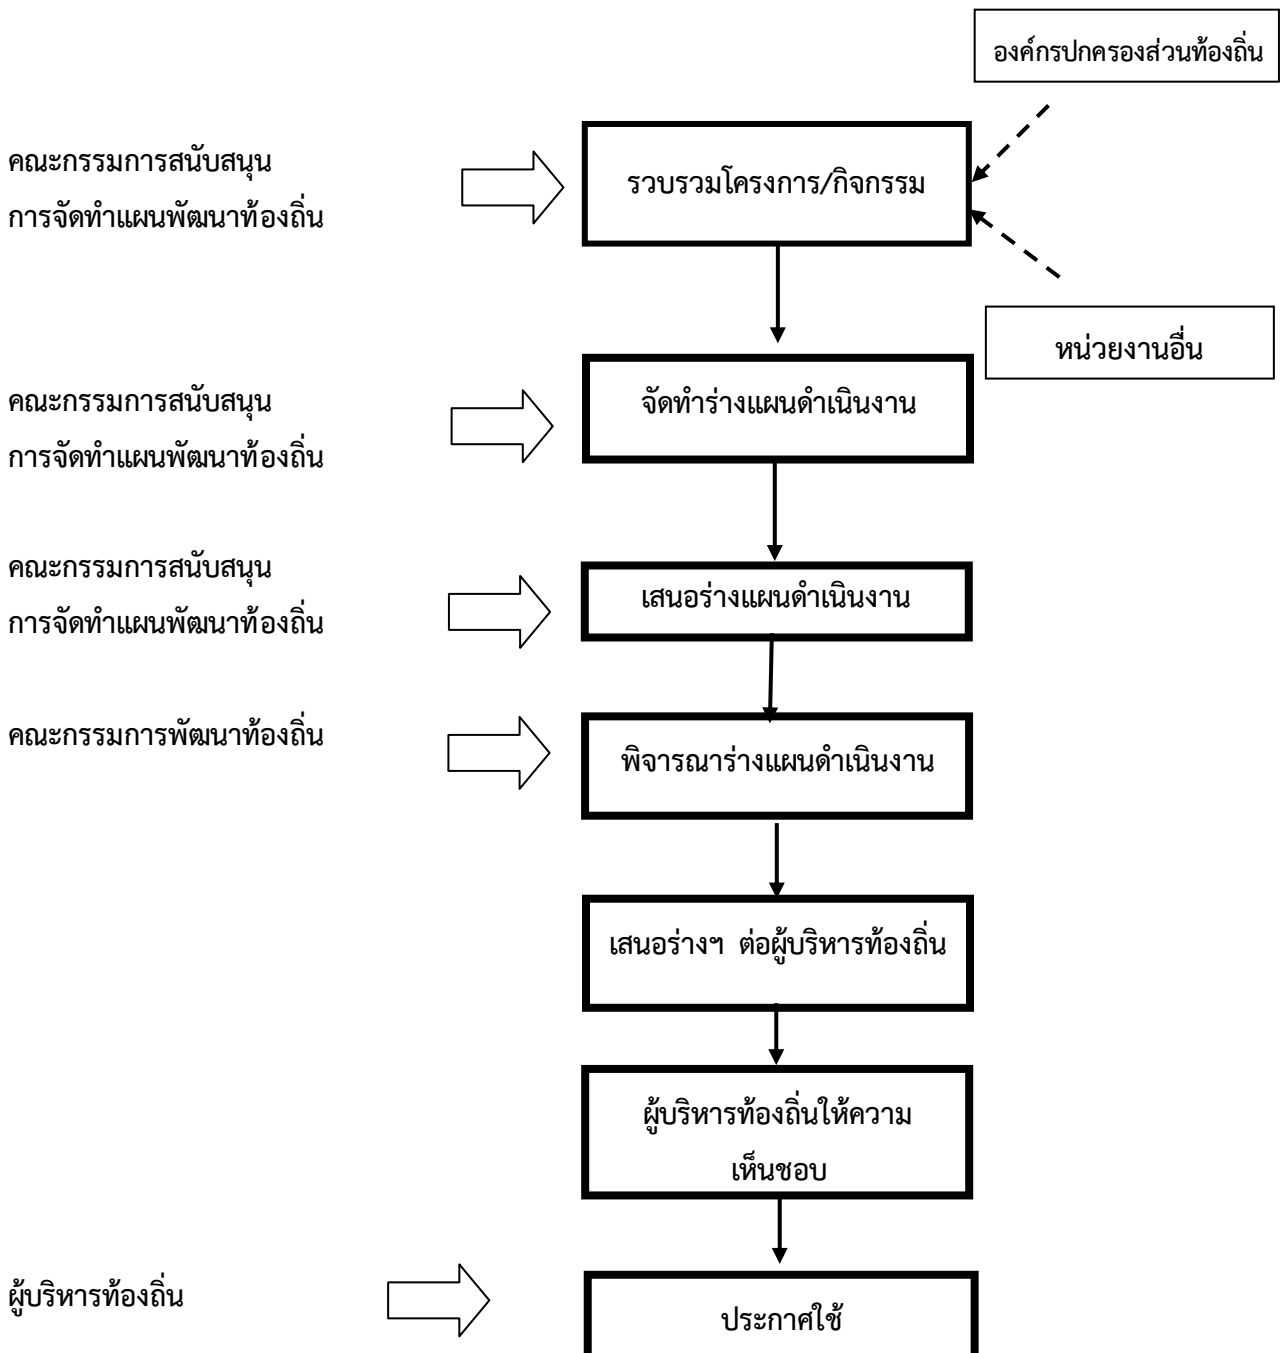 องค์กรปกครองส่วนท้องถิ่น
คณะกรรมการสนับสนุน
การจัดทำแผนพัฒนาท้องถิ่น
รวบรวมโครงการ/กิจกรรม
หน่วยงานอื่น
คณะกรรมการสนับสนุน
การจัดทำแผนพัฒนาท้องถิ่น
จัดทำร่างแผนดำเนินงาน
คณะกรรมการสนับสนุน
การจัดทำแผนพัฒนาท้องถิ่น
เสนอร่างแผนดำเนินงาน
คณะกรรมการพัฒนาท้องถิ่น
พิจารณาร่างแผนดำเนินงาน
เสนอร่างฯ ต่อผู้บริหารท้องถิ่น
ผู้บริหารท้องถิ่นให้ความ
เห็นชอบ
ผู้บริหารท้องถิ่น
ประกาศใช้